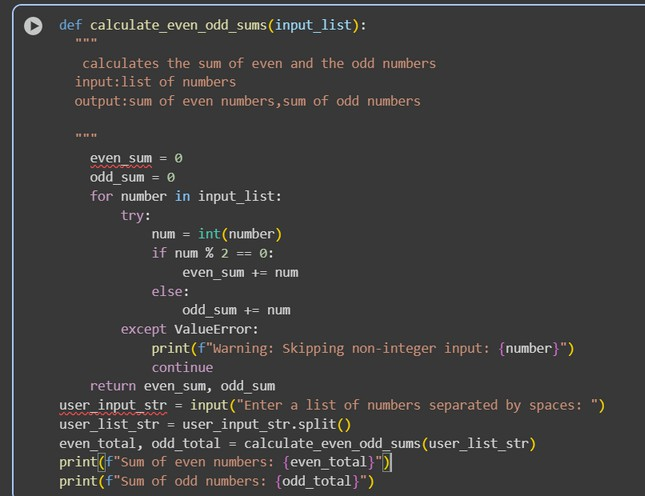 def calculate_even_odd_sums(input_list):
  """
   calculates the sum of even and the odd numbers
  input:list of numbers
  output:sum of even numbers,sum of odd numbers

  """
    even_sum = 0
    odd_sum = 0
    for number in input_list:
        try:
            num = int(number)
            if num % 2 == 0:
                even_sum += num
            else:
                odd_sum += num
        except ValueError:
            print(f"Warning: Skipping non-integer input: {number}")
            continue
    return even_sum, odd_sum
user_input_str = input("Enter a list of numbers separated by spaces: ")
user_list_str = user_input_str.split()
even_total, odd_total = calculate_even_odd_sums(user_list_str)
print(f"Sum of even numbers: {even_total}")
print(f"Sum of odd numbers: {odd_total}")